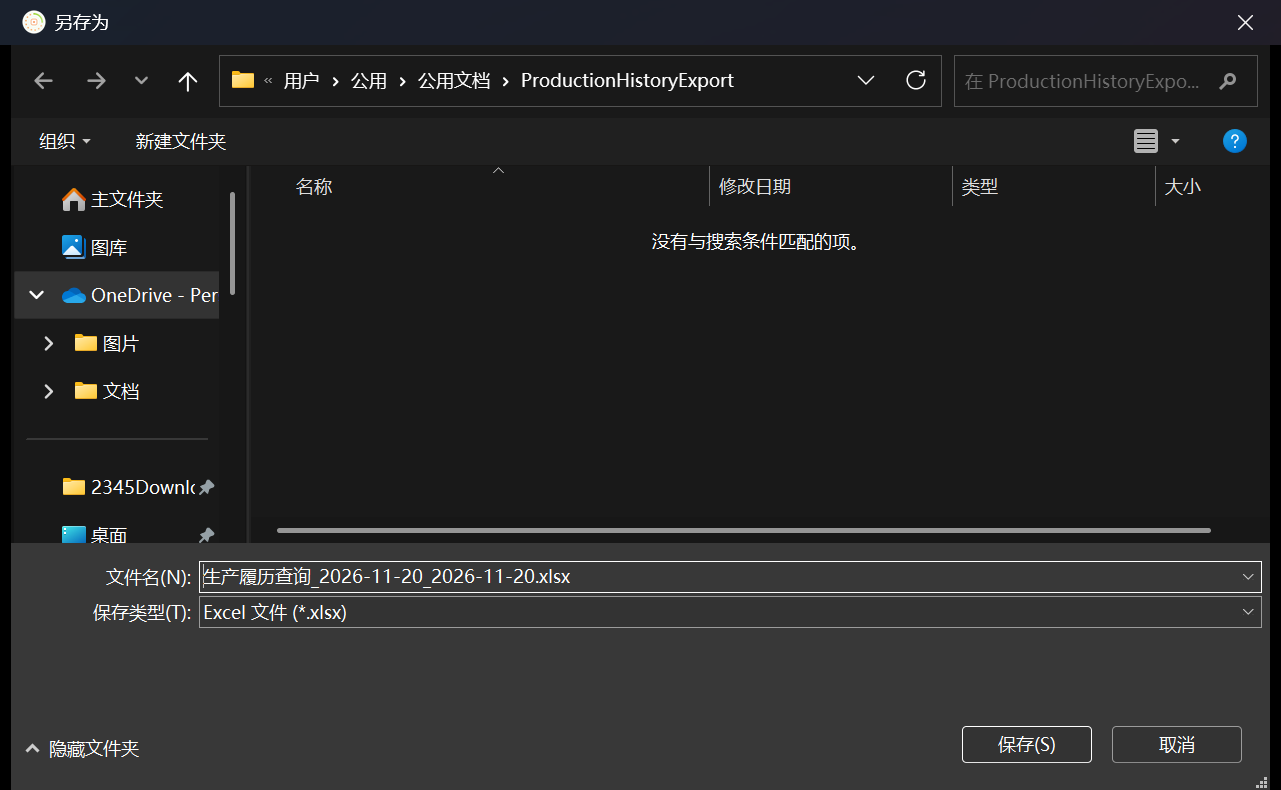 另存为
« 用户 › 公用 › 公用文档 › ProductionHistoryExport
在 ProductionHistoryExpo...
组织 新建文件夹
?
名称 修改日期 类型 大小
没有与搜索条件匹配的项。
主文件夹
图库
OneDrive - Per
图片
文档
2345Downlo
桌面
文件名(N): 生产履历查询_2026-11-20_2026-11-20.xlsx
保存类型(T): Excel 文件 (*.xlsx)
隐藏文件夹
保存(S) 取消